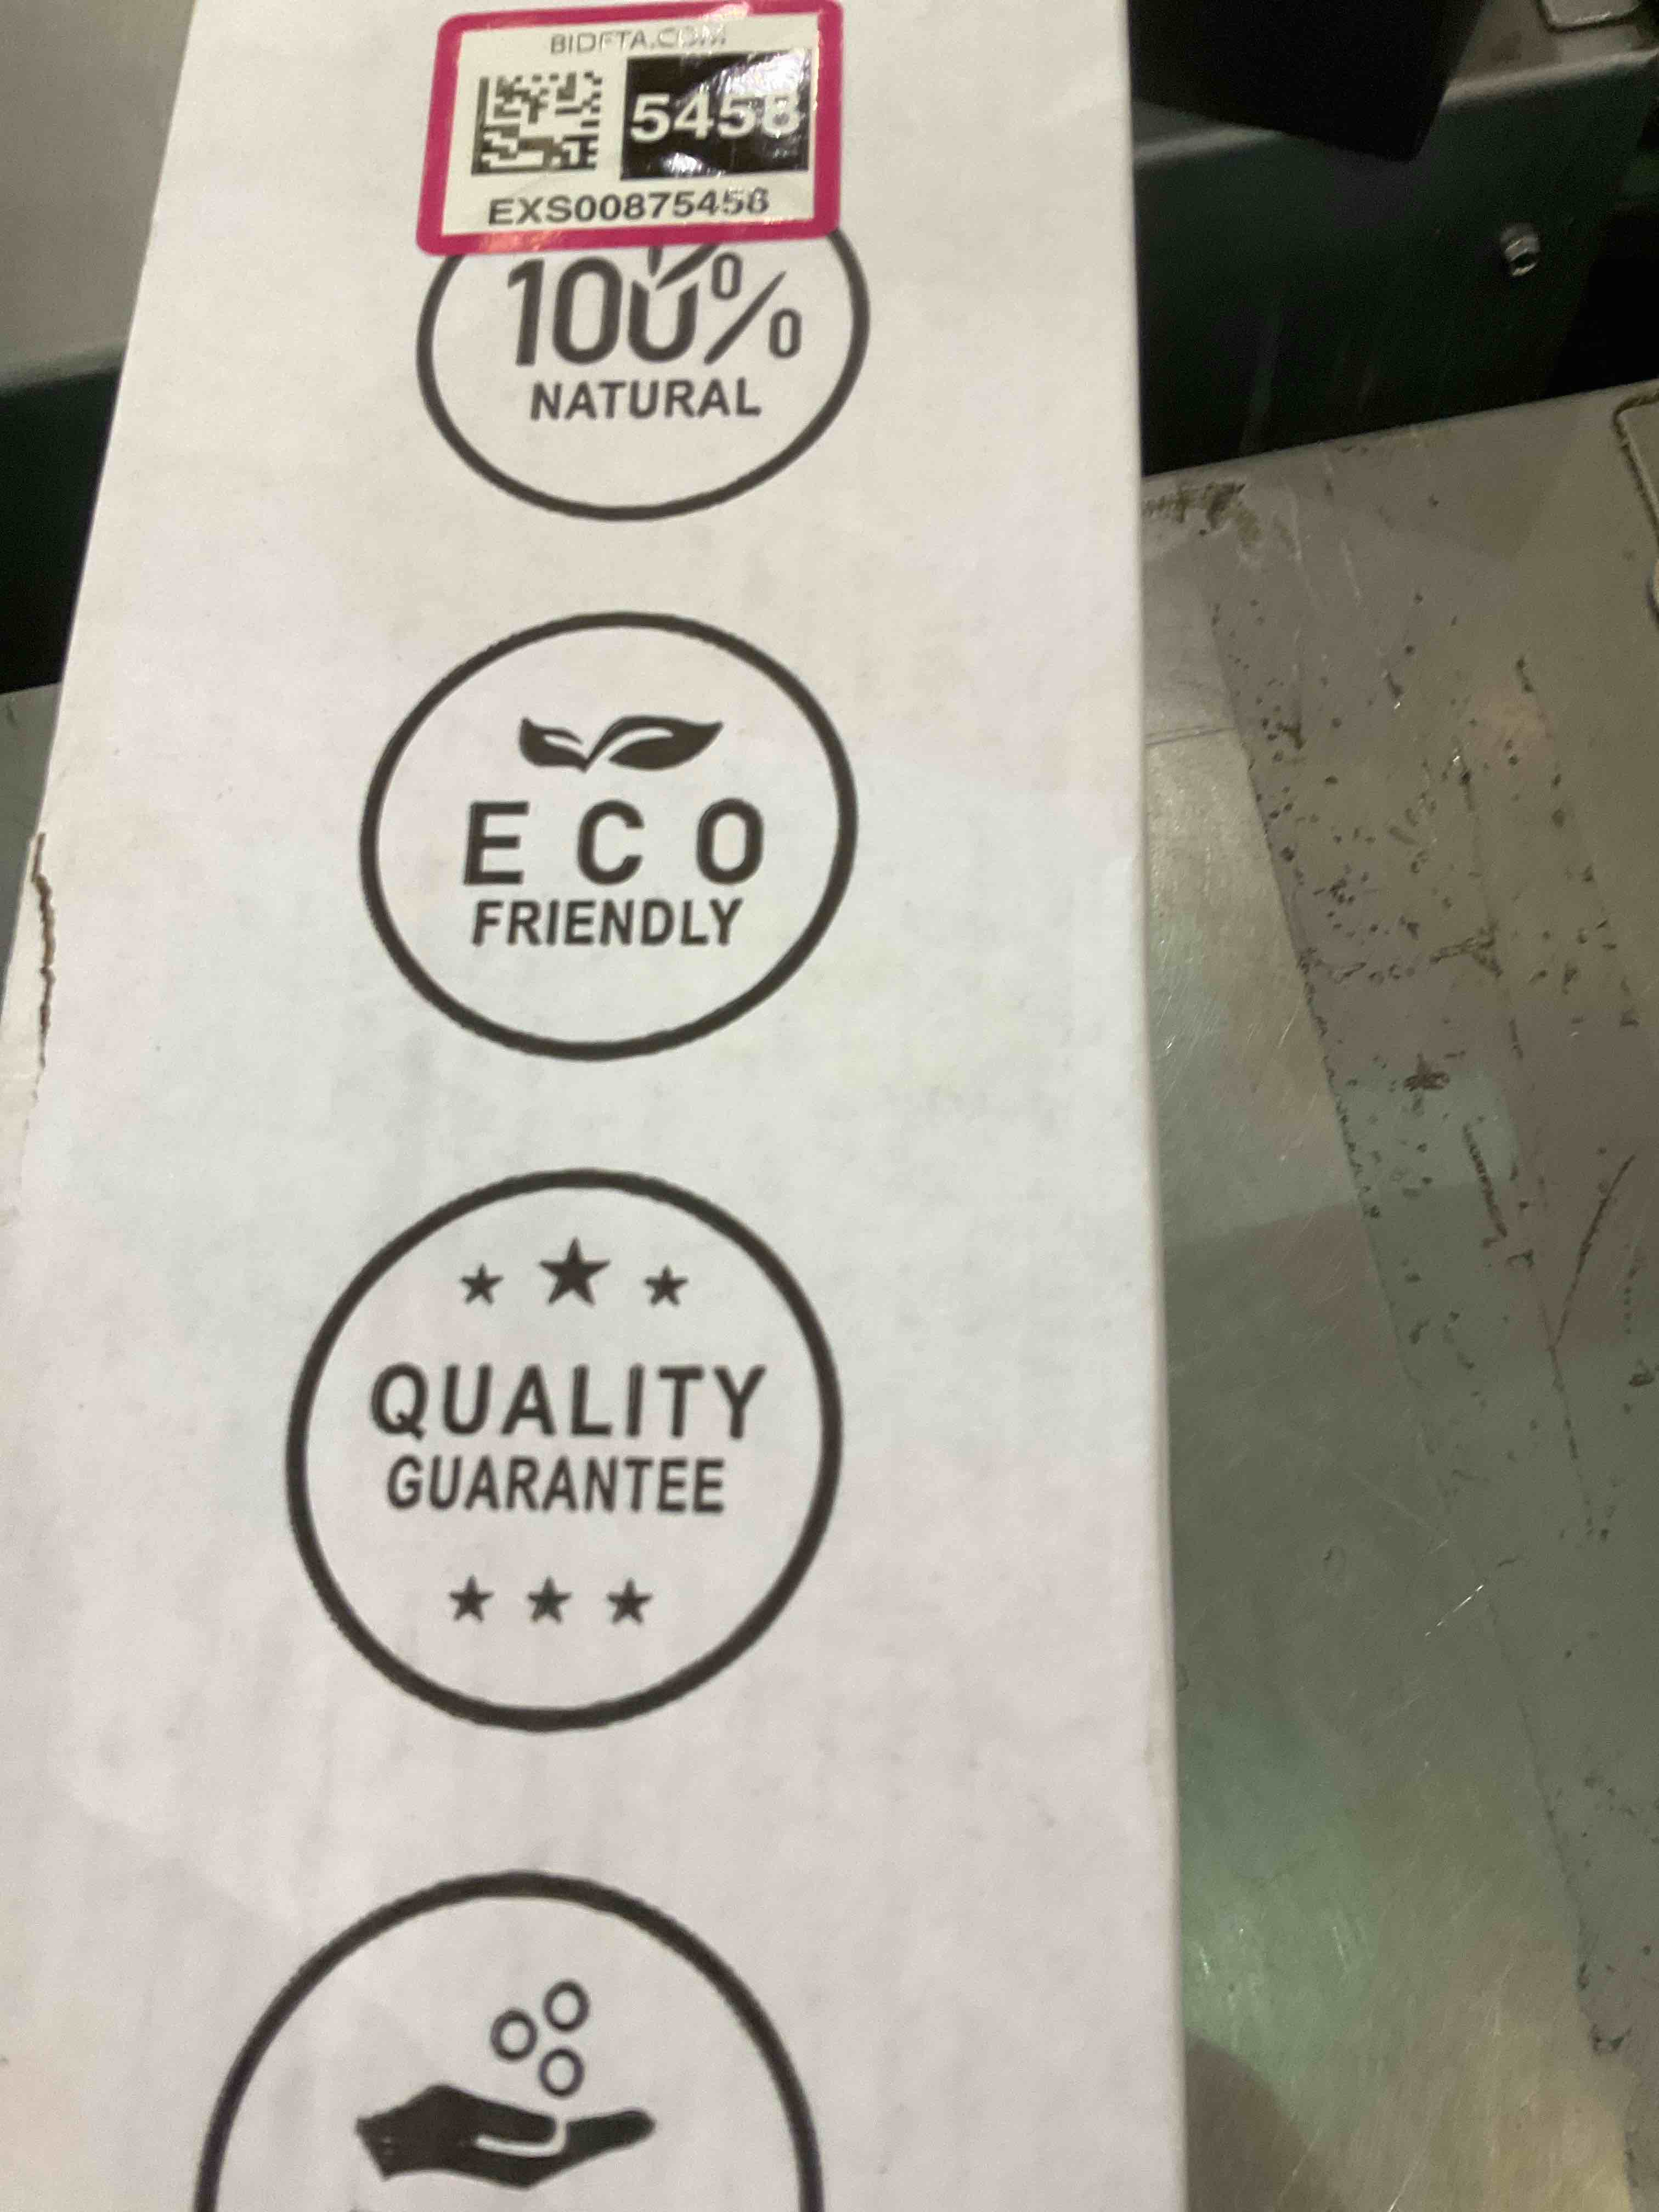 BIDFTA.COM
5458
EXS00875458
100%
NATURAL
ECO
FRIENDLY
QUALITY
GUARANTEE